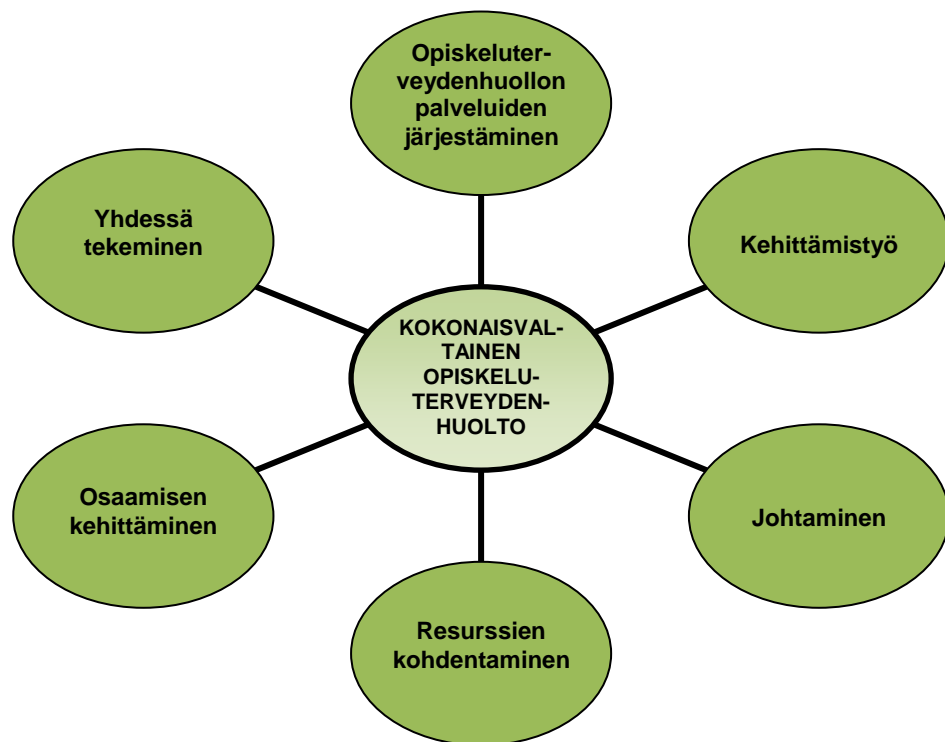 Opiskeluter-
veydenhuollon
palveluiden
järjestäminen
Yhdessä
tekeminen
Kehittämistyö
KOKONAISVAL-
TAINEN
OPISKELU-
TERVEYDEN-
HUOLTO
Osaamisen
kehittäminen
Johtaminen
Resurssien
kohdentaminen